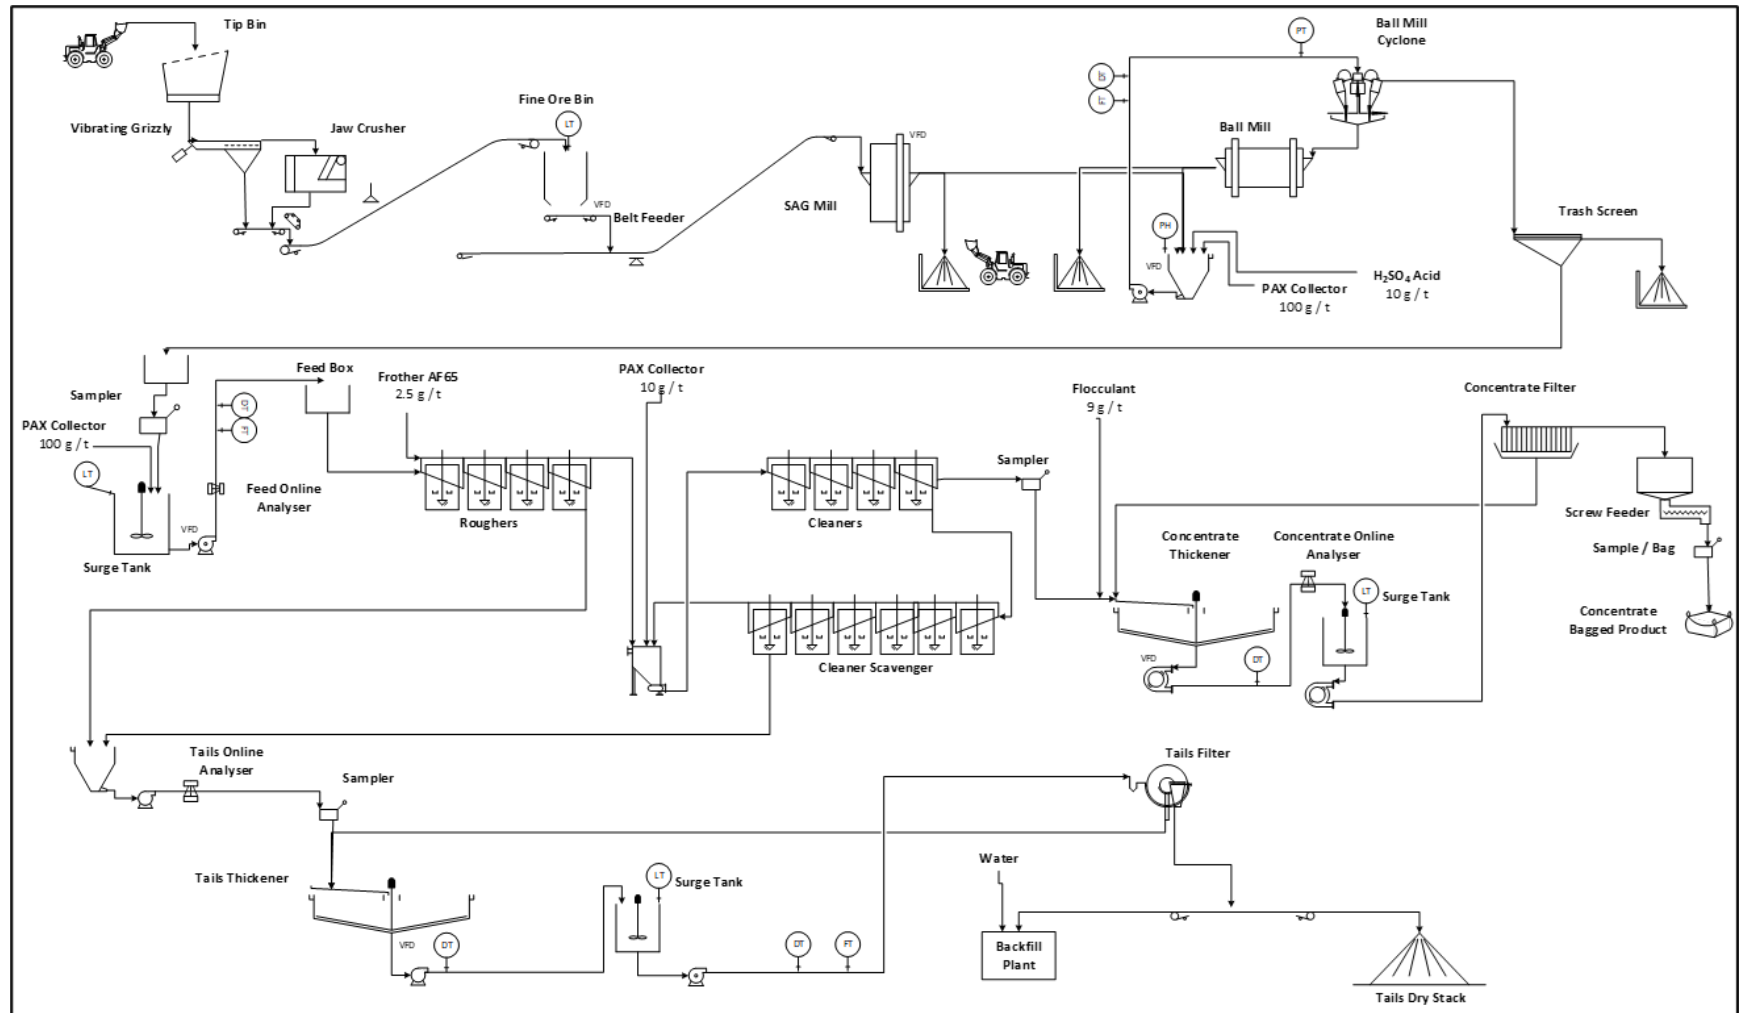 Tip Bin
Ball Mill
Cyclone
PT
Fine Ore Bin
LT
DT
FT
Vibrating Grizzly
Jaw Crusher
Ball Mill
VFD
VFD
Belt Feeder
SAG Mill
Trash Screen
PH
VFD
H₂SO₄ Acid
10 g / t
PAX Collector
100 g / t
Feed Box
Frother AF65
2.5 g / t
PAX Collector
10 g / t
Flocculant
9 g / t
Concentrate Filter
Sampler
DT
FT
PAX Collector
100 g / t
LT
Feed Online
Analyser
VFD
Surge Tank
Roughers
Cleaners
Sampler
Concentrate
Thickener
Concentrate Online
Analyser
LT
Surge Tank
Screw Feeder
Sample / Bag
Concentrate
Bagged Product
Cleaner Scavenger
VFD
DT
Tails Online
Analyser
Sampler
Tails Filter
Tails Thickener
LT
Surge Tank
Water
VFD
DT
DT
FT
Backfill
Plant
Tails Dry Stack